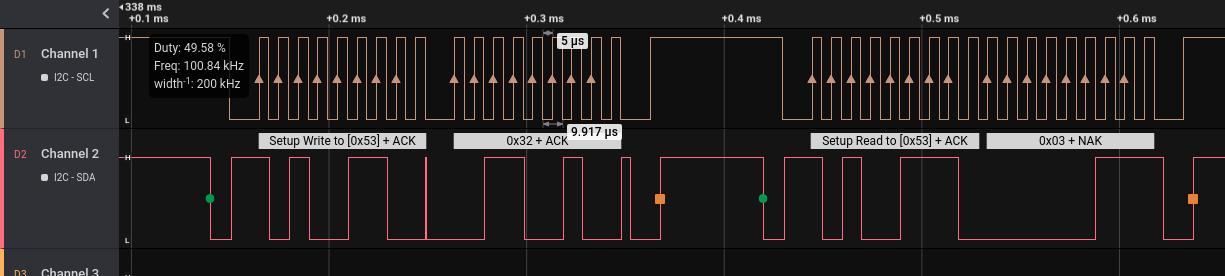 338 ms
+0.1 ms +0.2 ms +0.3 ms +0.4 ms +0.5 ms +0.6 ms
D1 Channel 1
I2C - SCL
H
L
Duty: 49.58 %
Freq: 100.84 kHz
width-1: 200 kHz
5 µs
9.917 µs
D2 Channel 2
I2C - SDA
H
L
Setup Write to [0x53] + ACK
0x32 + ACK
Setup Read to [0x53] + ACK
0x03 + NAK
D3 Channel 3
H